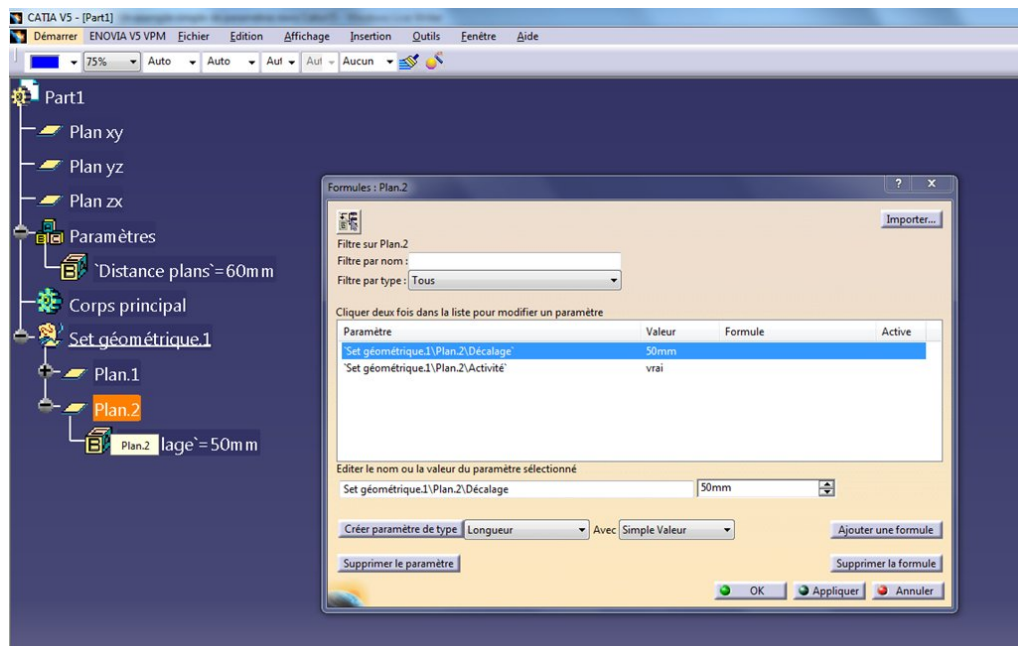 CATIA V5 - [Part1]
Démarrer ENOVIA V5 VPM Fichier Edition Affichage Insertion Outils Fenêtre Aide
75% Auto Auto Aut Aut Aucun
Part1
Plan xy
Plan yz
Plan zx
Paramètres
`Distance plans`=60mm
Corps principal
Set géométrique.1
Plan.1
Plan.2
Plan.2 lage`=50mm
Formules : Plan.2
Importer...
Filtre sur Plan.2
Filtre par nom :
Filtre par type : Tous
Cliquer deux fois dans la liste pour modifier un paramètre
Paramètre Valeur Formule Active
`Set géométrique.1\Plan.2\Décalage` 50mm
`Set géométrique.1\Plan.2\Activité` vrai
Editer le nom ou la valeur du paramètre sélectionné
Set géométrique.1\Plan.2\Décalage 50mm
Créer paramètre de type Longueur Avec Simple Valeur Ajouter une formule
Supprimer le paramètre Supprimer la formule
OK Appliquer Annuler